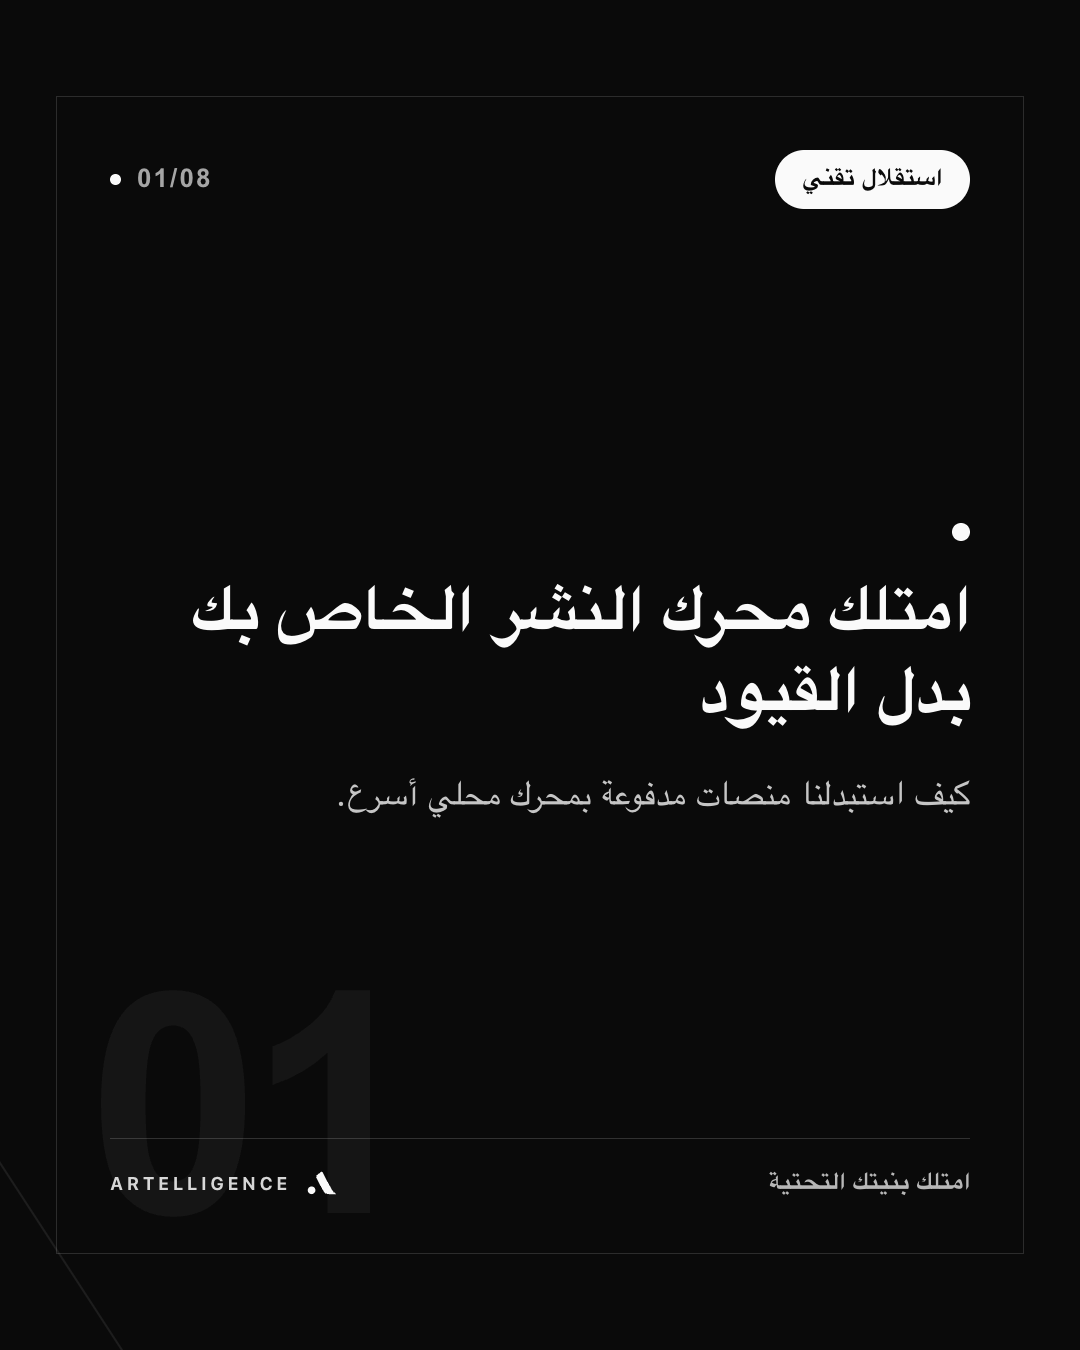 استقلال تقني
01/08
امتلك محرك النشر الخاص بك
بدل القيود
كيف استبدلنا منصات مدفوعة بمحرك محلي أسرع.
01
امتلك بنيتك التحتية
ARTELLIGENCE